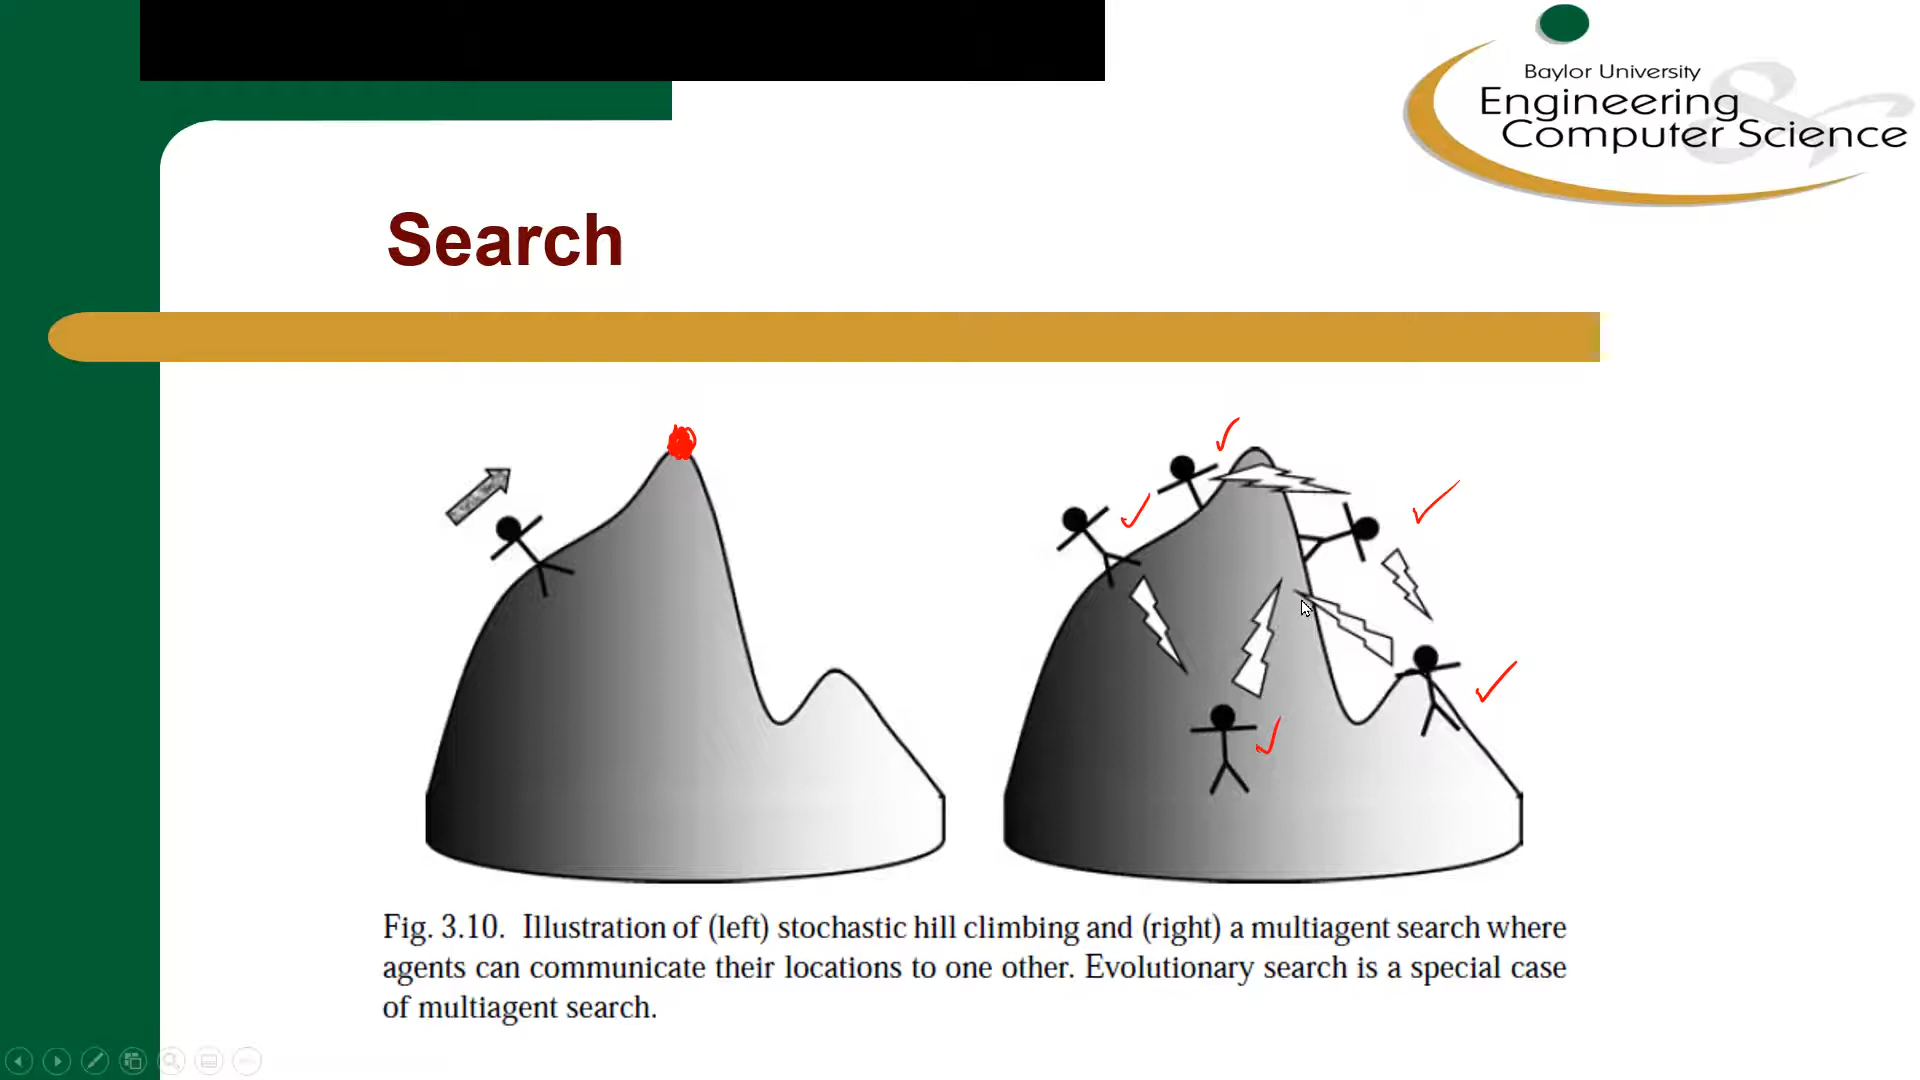 Baylor University
Engineering
Computer Science
&
Search
Fig. 3.10. Illustration of (left) stochastic hill climbing and (right) a multiagent search where
agents can communicate their locations to one other. Evolutionary search is a special case
of multiagent search.